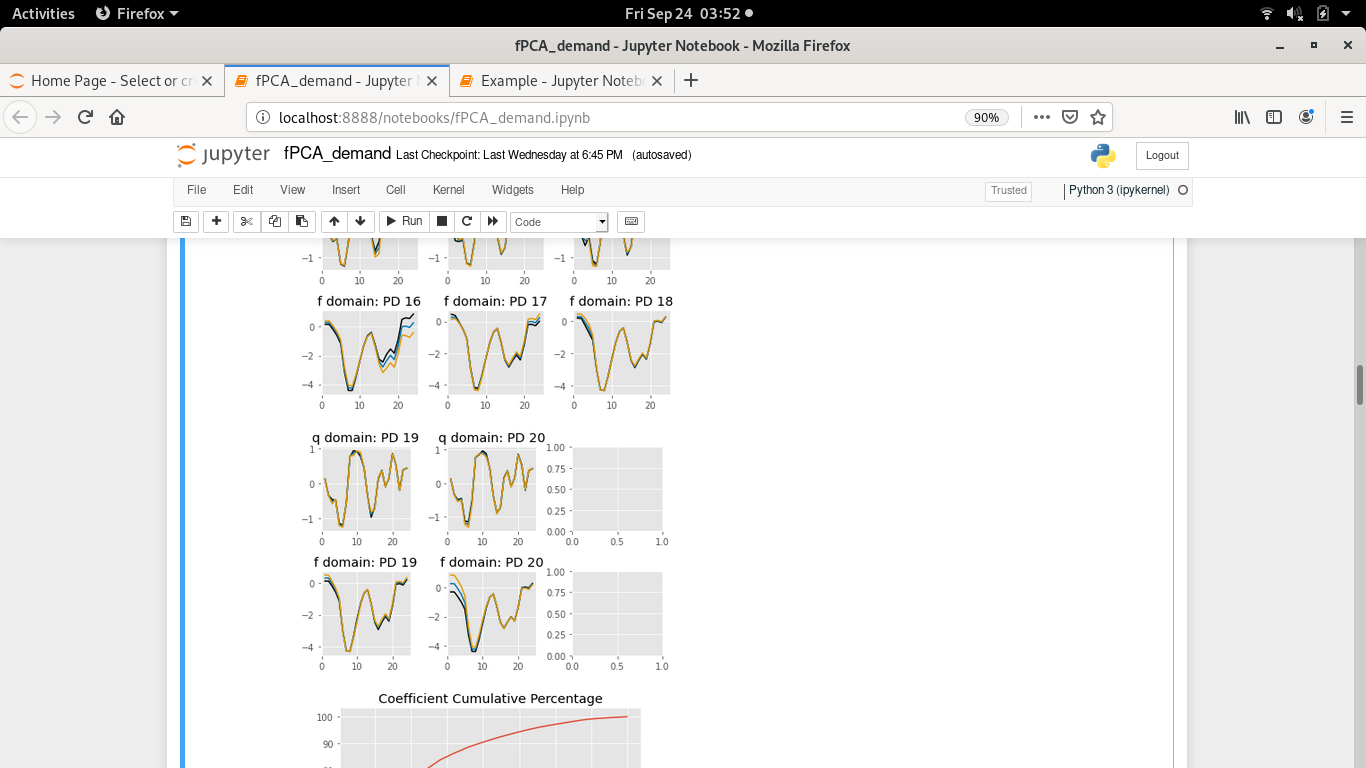 Activities Firefox Fri Sep 24 03:52
fPCA_demand - Jupyter Notebook - Mozilla Firefox
Home Page - Select or cr fPCA_demand - Jupyter Example - Jupyter Noteb
localhost:8888/notebooks/fPCA_demand.ipynb 90%
jupyter fPCA_demand Last Checkpoint: Last Wednesday at 6:45 PM (autosaved) Logout
File Edit View Insert Cell Kernel Widgets Help Trusted Python 3 (ipykernel)
Run Code
−1 −1 −1
0 10 20 0 10 20 0 10 20
f domain: PD 16 f domain: PD 17 f domain: PD 18
0 0 0
−2 −2 −2
−4 −4 −4
0 10 20 0 10 20 0 10 20
q domain: PD 19 q domain: PD 20
1 1 1.00
0.75
0 0 0.50
0.25
−1 −1 0.00
0 10 20 0 10 20 0.0 0.5 1.0
f domain: PD 19 f domain: PD 20
0 0 1.00
0.75
−2 −2 0.50
0.25
−4 −4 0.00
0 10 20 0 10 20 0.0 0.5 1.0
Coefficient Cumulative Percentage
100
90